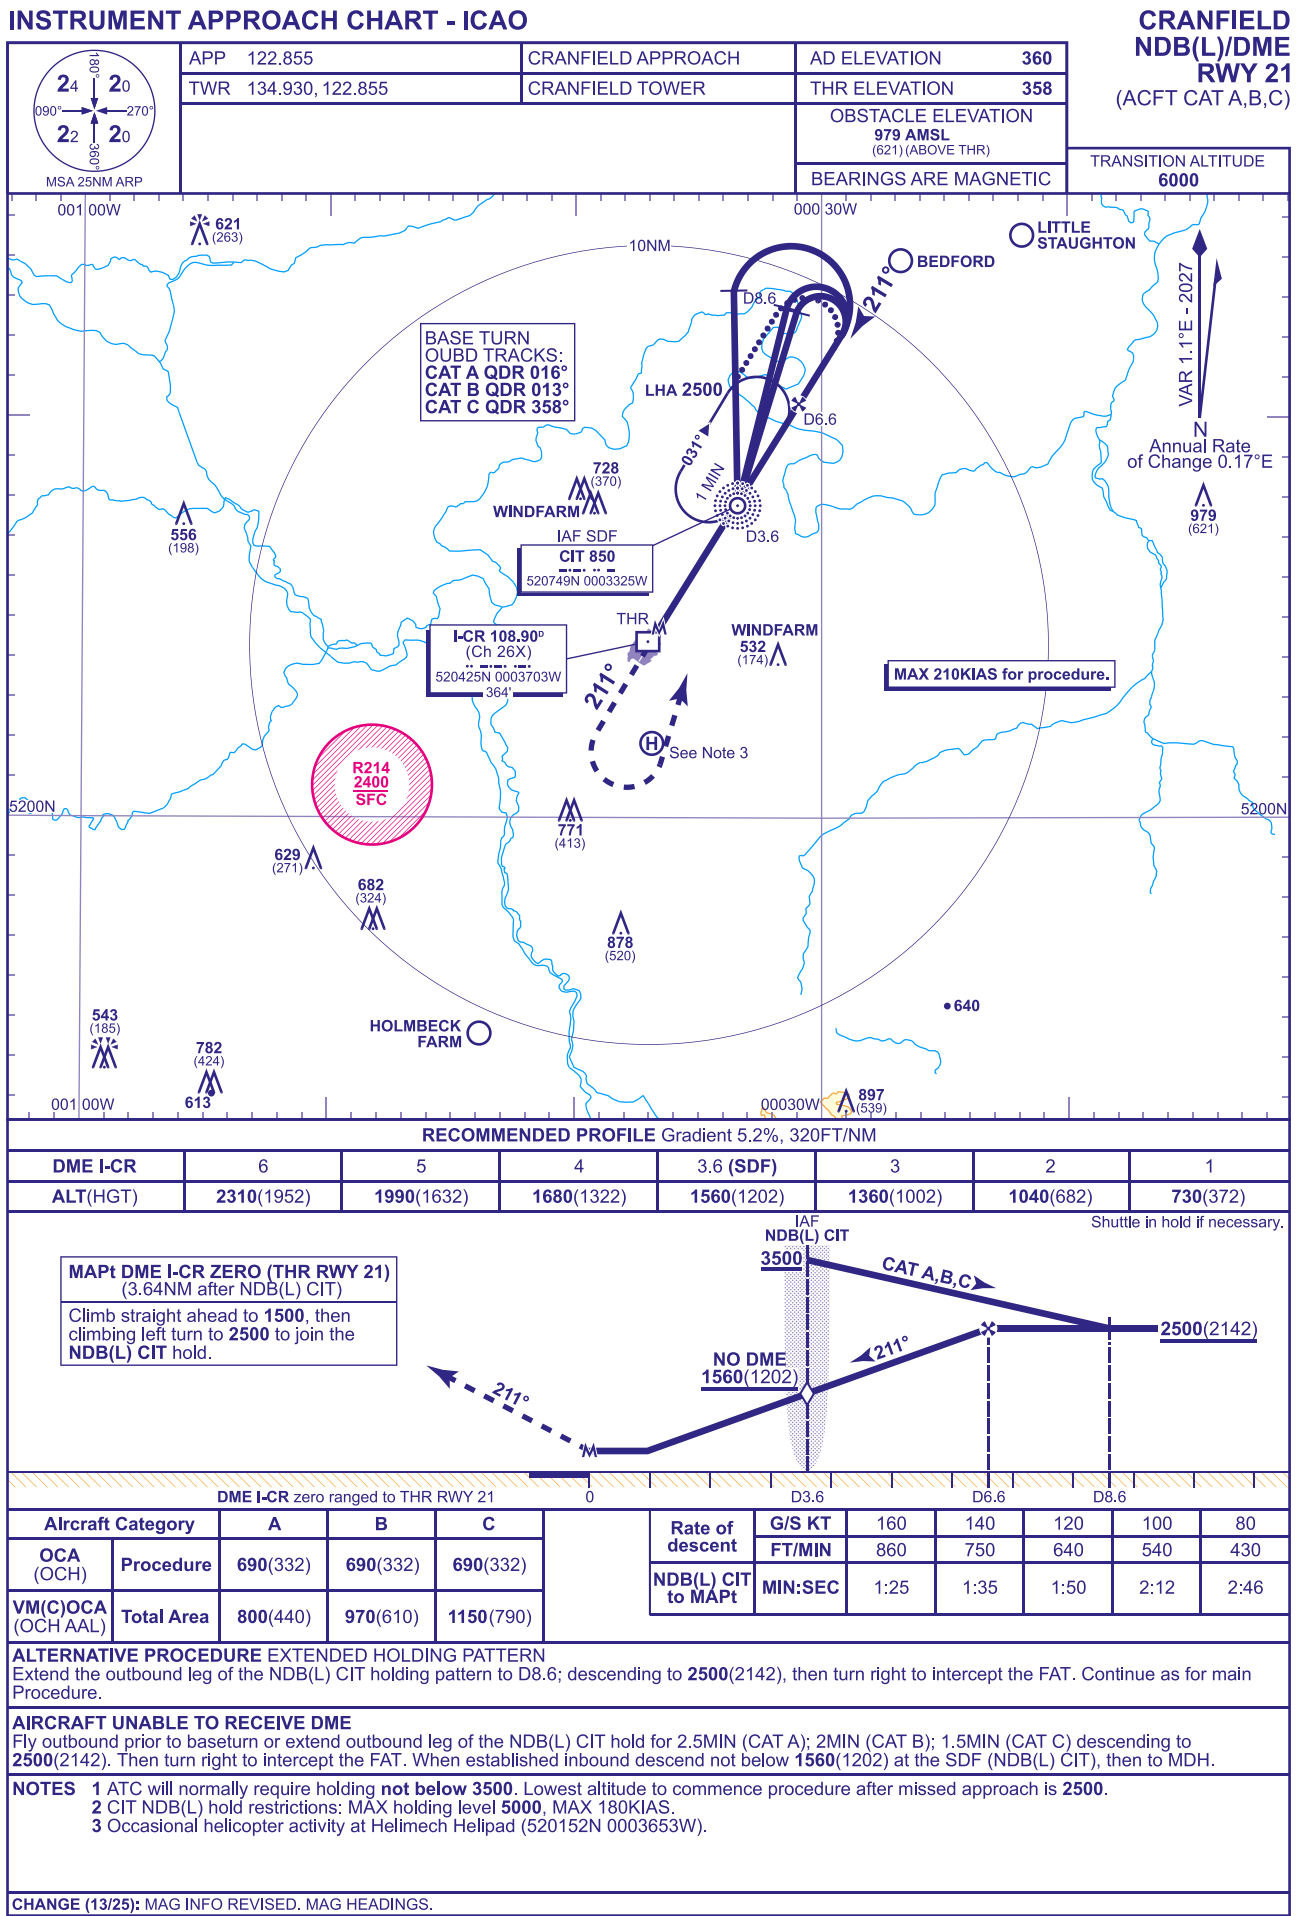 INSTRUMENT APPROACH CHART - ICAO
CRANFIELD
NDB(L)/DME
RWY 21
(ACFT CAT A,B,C)
180°
24 20
090° 270°
22 20
360°
MSA 25NM ARP
APP 122.855
CRANFIELD APPROACH
TWR 134.930, 122.855
CRANFIELD TOWER
AD ELEVATION 360
THR ELEVATION 358
OBSTACLE ELEVATION
979 AMSL
(621) (ABOVE THR)
BEARINGS ARE MAGNETIC
TRANSITION ALTITUDE
6000
001 00W
000 30W
621
(263)
10NM
LITTLE
STAUGHTON
BEDFORD
211°
D8.6
VAR 1.1°E - 2027
N
Annual Rate
of Change 0.17°E
BASE TURN
OUBD TRACKS:
CAT A QDR 016°
CAT B QDR 013°
CAT C QDR 358°
LHA 2500
D6.6
031°
1 MIN
728
(370)
WINDFARM
979
(621)
556
(198)
IAF SDF
CIT 850
520749N 0003325W
D3.6
THR
M
I-CR 108.90ᴰ
(Ch 26X)
520425N 0003703W
364'
WINDFARM
532
(174)
MAX 210KIAS for procedure.
211°
H
See Note 3
R214
2400
SFC
5200N
5200N
771
(413)
629
(271)
682
(324)
878
(520)
640
543
(185)
782
(424)
613
HOLMBECK
FARM
897
(539)
001 00W
00030W
RECOMMENDED PROFILE Gradient 5.2%, 320FT/NM
DME I-CR 6 5 4 3.6 (SDF) 3 2 1
ALT(HGT) 2310(1952) 1990(1632) 1680(1322) 1560(1202) 1360(1002) 1040(682) 730(372)
Shuttle in hold if necessary.
IAF
NDB(L) CIT
3500
CAT A,B,C
2500(2142)
MAPt DME I-CR ZERO (THR RWY 21)
(3.64NM after NDB(L) CIT)
Climb straight ahead to 1500, then
climbing left turn to 2500 to join the
NDB(L) CIT hold.
NO DME
1560(1202)
211°
211°
M
DME I-CR zero ranged to THR RWY 21 0 D3.6 D6.6 D8.6
AIrcraft Category A B C
OCA
(OCH)
Procedure 690(332) 690(332) 690(332)
VM(C)OCA
(OCH AAL)
Total Area 800(440) 970(610) 1150(790)
Rate of
descent
G/S KT 160 140 120 100 80
FT/MIN 860 750 640 540 430
NDB(L) CIT
to MAPt
MIN:SEC 1:25 1:35 1:50 2:12 2:46
ALTERNATIVE PROCEDURE EXTENDED HOLDING PATTERN
Extend the outbound leg of the NDB(L) CIT holding pattern to D8.6; descending to 2500(2142), then turn right to intercept the FAT. Continue as for main
Procedure.
AIRCRAFT UNABLE TO RECEIVE DME
Fly outbound prior to baseturn or extend outbound leg of the NDB(L) CIT hold for 2.5MIN (CAT A); 2MIN (CAT B); 1.5MIN (CAT C) descending to
2500(2142). Then turn right to intercept the FAT. When established inbound descend not below 1560(1202) at the SDF (NDB(L) CIT), then to MDH.
NOTES 1 ATC will normally require holding not below 3500. Lowest altitude to commence procedure after missed approach is 2500.
2 CIT NDB(L) hold restrictions: MAX holding level 5000, MAX 180KIAS.
3 Occasional helicopter activity at Helimech Helipad (520152N 0003653W).
CHANGE (13/25): MAG INFO REVISED. MAG HEADINGS.